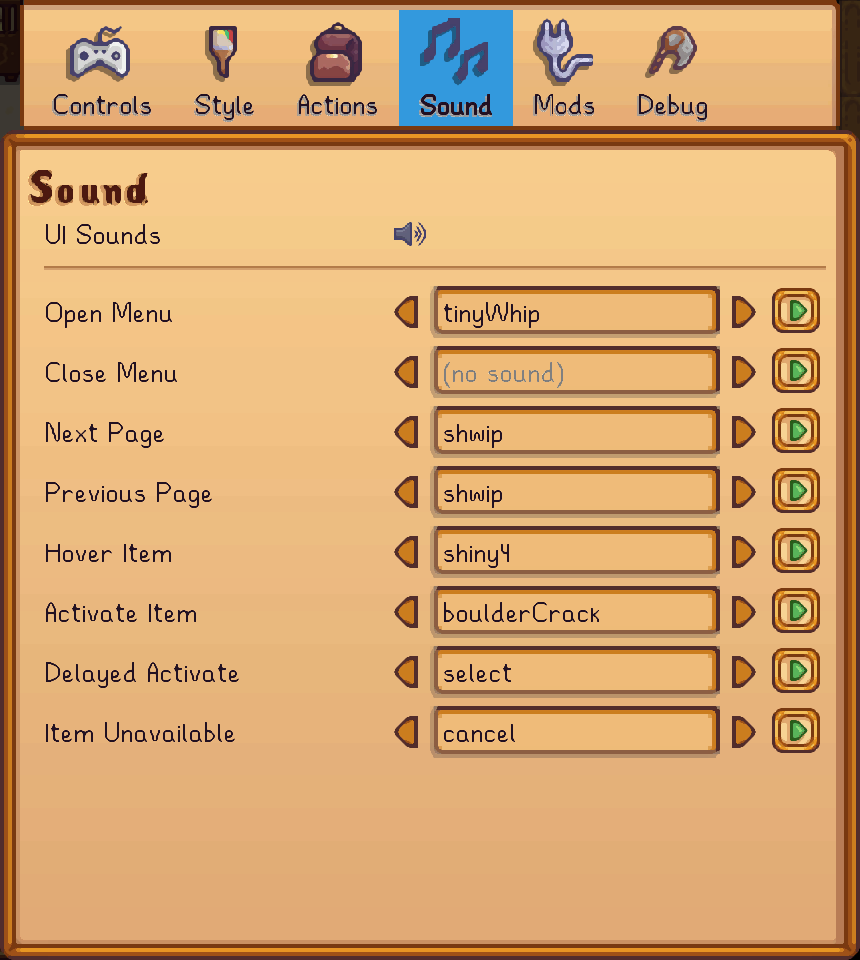 Controls Style Actions Sound Mods Debug
Sound
UI Sounds
Open Menu tinyWhip
Close Menu (no sound)
Next Page shwip
Previous Page shwip
Hover Item shiny4
Activate Item boulderCrack
Delayed Activate select
Item Unavailable cancel